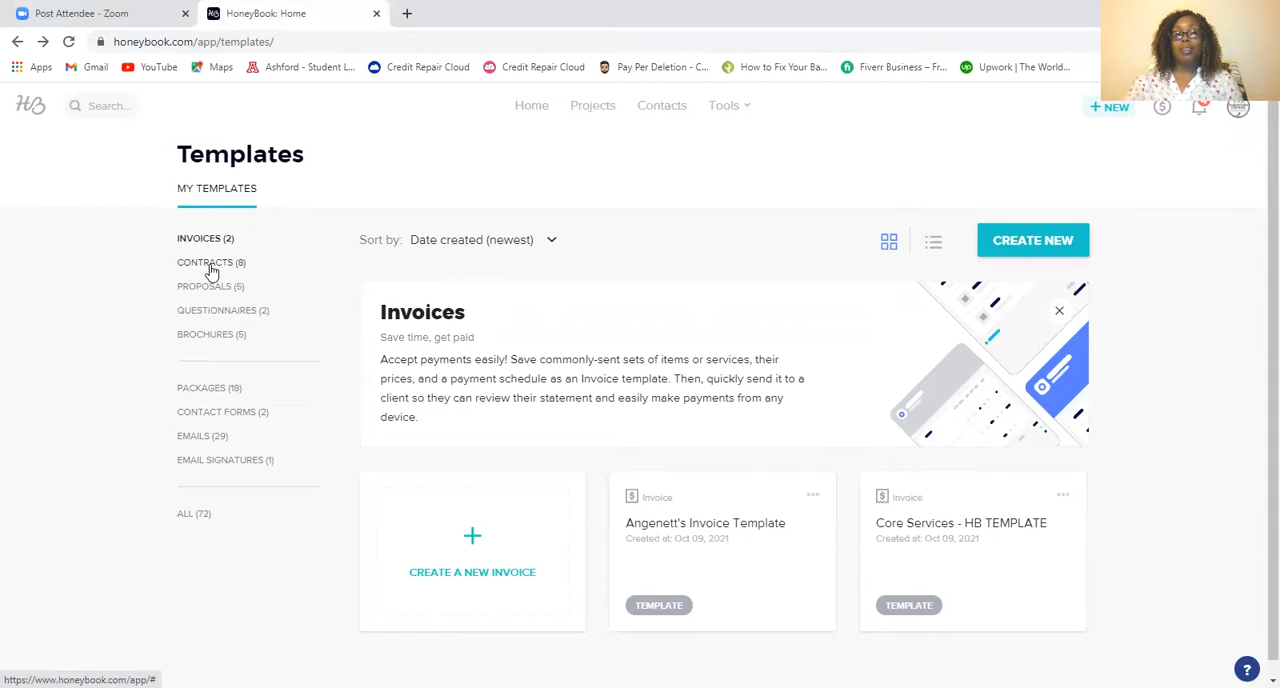 Post Attendee - Zoom
HoneyBook: Home
honeybook.com/app/templates/
Apps
Gmail
YouTube
Maps
Ashford - Student L...
Credit Repair Cloud
Credit Repair Cloud
Pay Per Deletion - C...
How to Fix Your Ba...
Fiverr Business – Fr...
Upwork | The World...
HB
Search...
Home
Projects
Contacts
Tools
+ NEW
Templates
MY TEMPLATES
INVOICES (2)
CONTRACTS (8)
PROPOSALS (5)
QUESTIONNAIRES (2)
BROCHURES (5)
PACKAGES (18)
CONTACT FORMS (2)
EMAILS (29)
EMAIL SIGNATURES (1)
ALL (72)
Sort by: Date created (newest)
CREATE NEW
Invoices
Save time, get paid
Accept payments easily! Save commonly-sent sets of items or services, their
prices, and a payment schedule as an Invoice template. Then, quickly send it to a
client so they can review their statement and easily make payments from any
device.
CREATE A NEW INVOICE
Invoice
Angenett's Invoice Template
Created at: Oct 09, 2021
TEMPLATE
Invoice
Core Services - HB TEMPLATE
Created at: Oct 09, 2021
TEMPLATE
https://www.honeybook.com/app/#